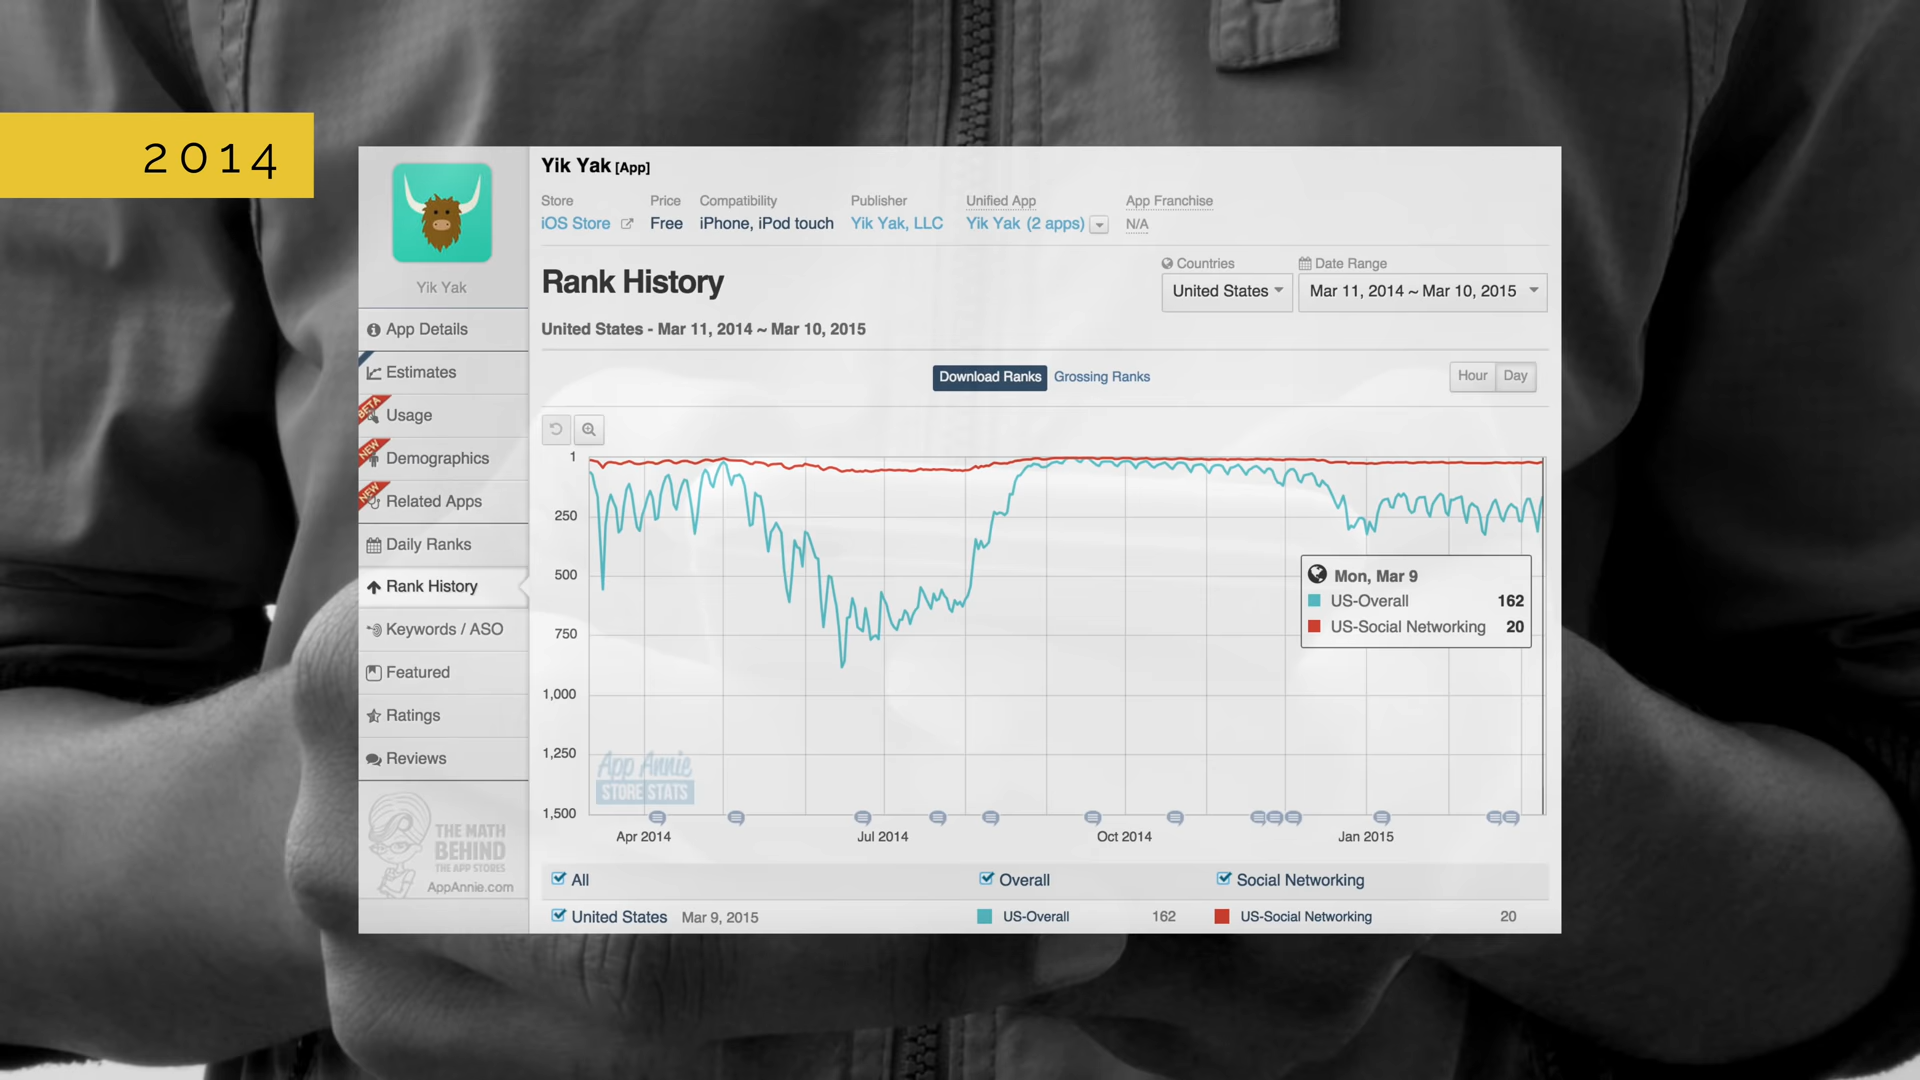 2014
Yik Yak [App]
Store Price Compatibility Publisher Unified App App Franchise
iOS Store Free iPhone, iPod touch Yik Yak, LLC Yik Yak (2 apps) N/A
Yik Yak
App Details
Estimates
BETA
Usage
NEW
Demographics
NEW
Related Apps
Daily Ranks
Rank History
Keywords / ASO
Featured
Ratings
Reviews
THE MATH
BEHIND
THE APP STORES
AppAnnie.com
Rank History
Countries Date Range
United States Mar 11, 2014 ~ Mar 10, 2015
United States - Mar 11, 2014 ~ Mar 10, 2015
Download Ranks Grossing Ranks
Hour Day
1
250
500
750
1,000
1,250
1,500
Mon, Mar 9
US-Overall 162
US-Social Networking 20
App Annie
STORE STATS
Apr 2014 Jul 2014 Oct 2014 Jan 2015
All Overall Social Networking
United States Mar 9, 2015 US-Overall 162 US-Social Networking 20